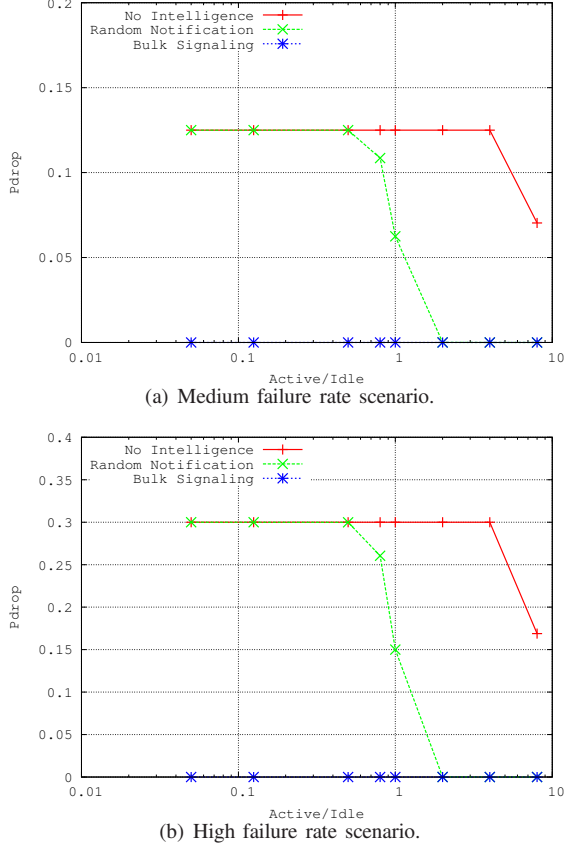 0.2
No Intelligence
Random Notification
Bulk Signaling
0.15
0.1
0.05
0
Pdrop
0.01 0.1 1 10
Active/Idle
(a) Medium failure rate scenario.
0.4
No Intelligence
Random Notification
Bulk Signaling
0.35
0.3
0.25
0.2
0.15
0.1
0.05
0
Pdrop
0.01 0.1 1 10
Active/Idle
(b) High failure rate scenario.